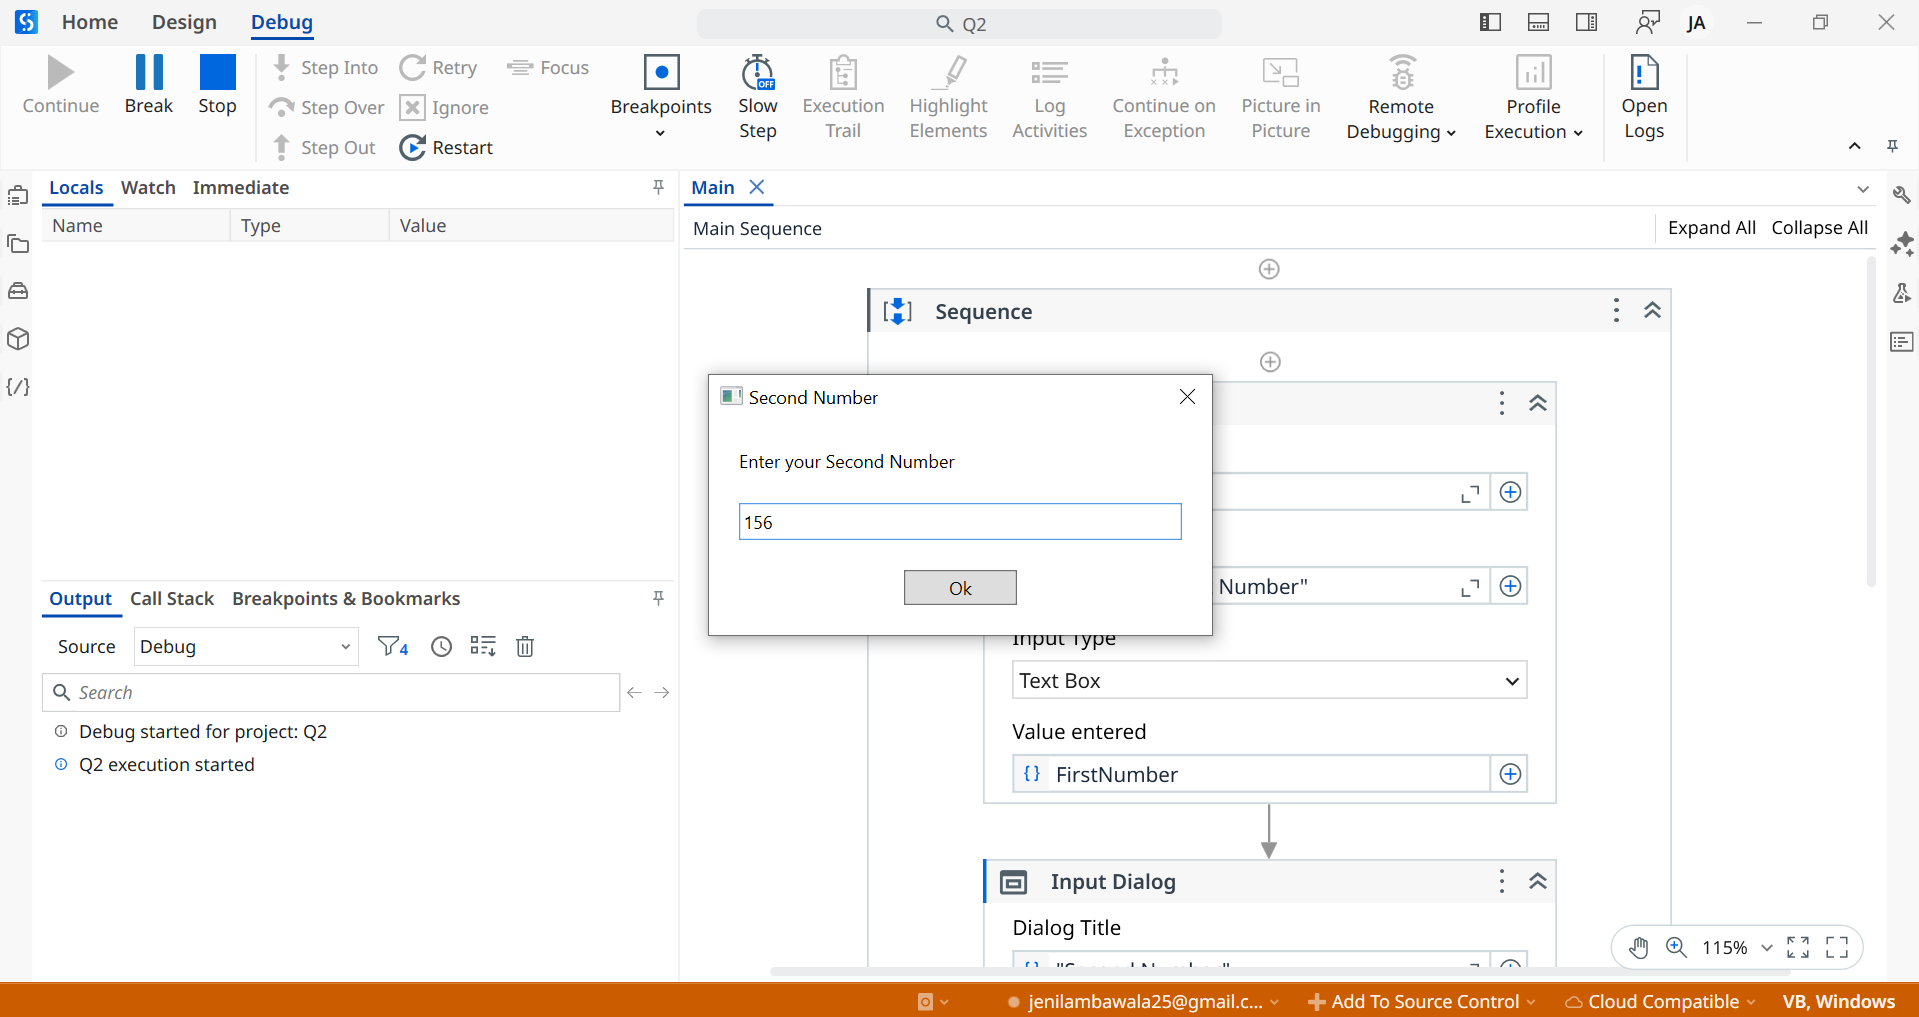 Home Design Debug Q2 JA
Continue Break Stop Step Into Retry Focus Breakpoints Slow Step Execution Trail Highlight Elements Log Activities Continue on Exception Picture in Picture Remote Debugging Profile Execution Open Logs
Step Over Ignore
Step Out Restart
OFF
Locals Watch Immediate
Name Type Value
Main
Main Sequence Expand All Collapse All
Sequence
Second Number
Enter your Second Number
156
Ok
Number"
Input Type
Text Box
Value entered
FirstNumber
Input Dialog
Dialog Title
"Second Number"
115%
Output Call Stack Breakpoints & Bookmarks
Source Debug 4
Search
Debug started for project: Q2
Q2 execution started
jenilambawala25@gmail.c... Add To Source Control Cloud Compatible VB, Windows